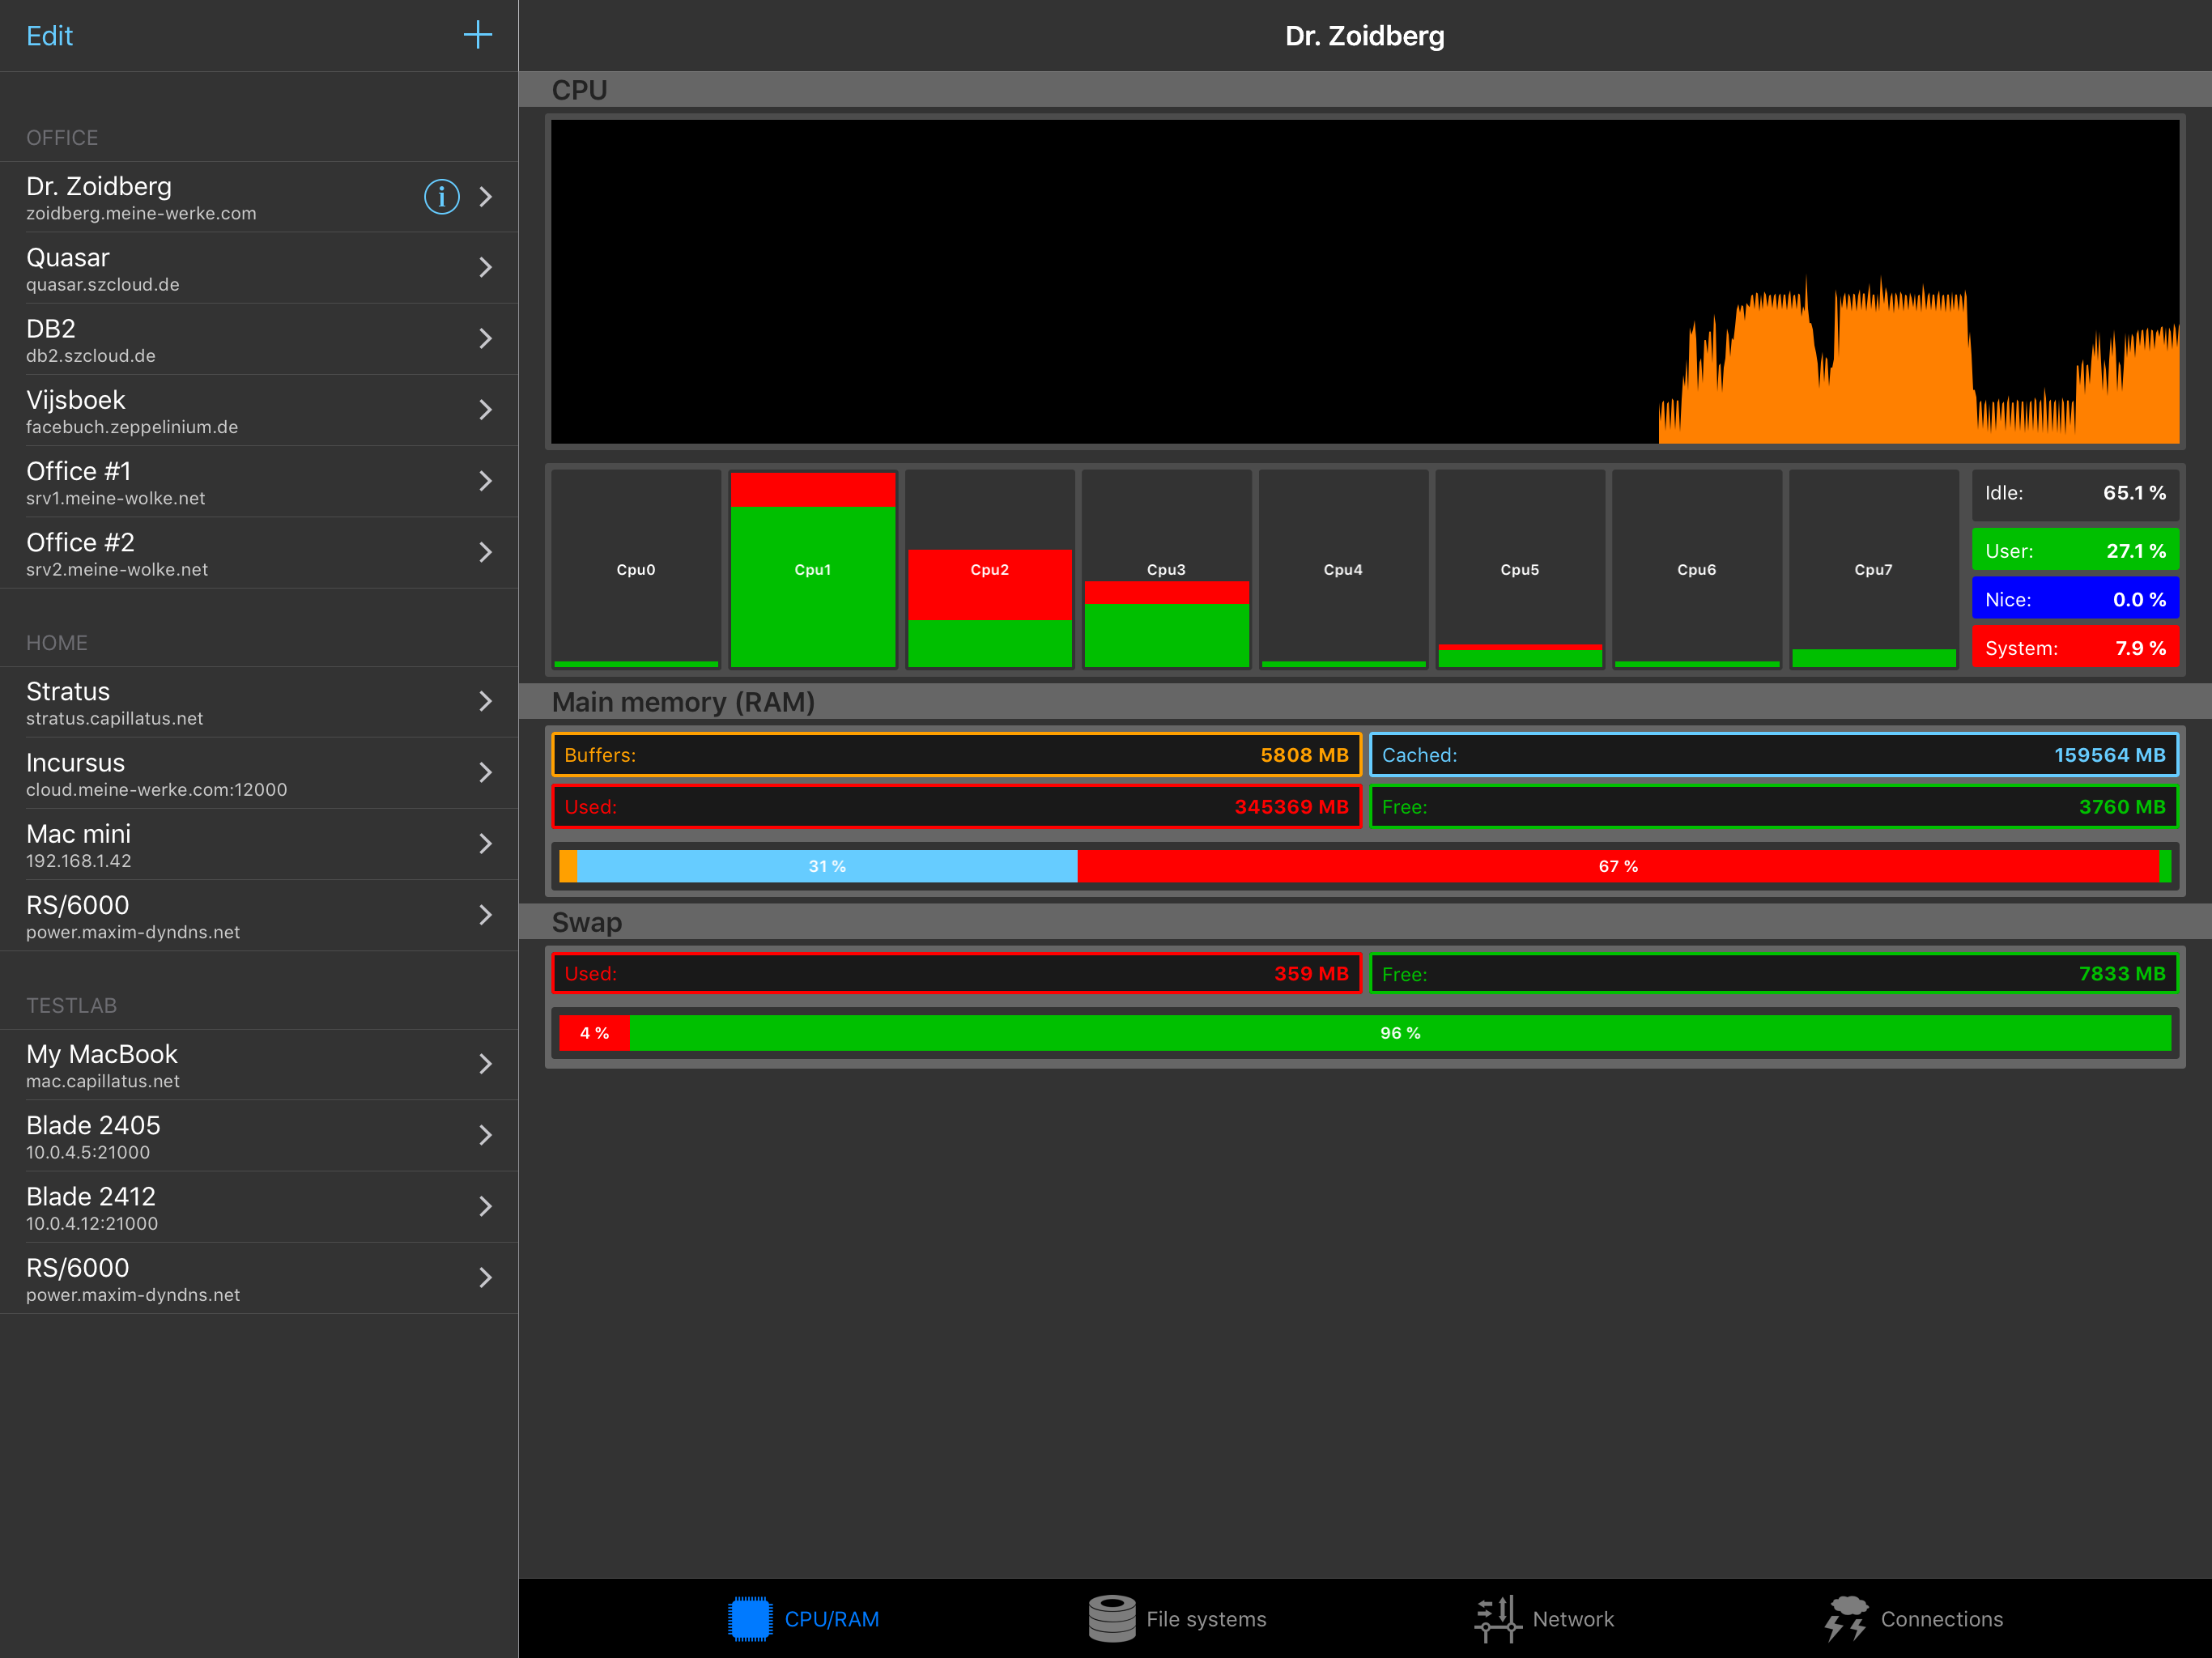 Edit
OFFICE
Dr. Zoidberg
zoidberg.meine-werke.com
Quasar
quasar.szcloud.de
DB2
db2.szcloud.de
Vijsboek
facebuch.zeppelinium.de
Office #1
srv1.meine-wolke.net
Office #2
srv2.meine-wolke.net
HOME
Stratus
stratus.capillatus.net
Incursus
cloud.meine-werke.com:12000
Mac mini
192.168.1.42
RS/6000
power.maxim-dyndns.net
TESTLAB
My MacBook
mac.capillatus.net
Blade 2405
10.0.4.5:21000
Blade 2412
10.0.4.12:21000
RS/6000
power.maxim-dyndns.net
Dr. Zoidberg
CPU
Cpu0 Cpu1 Cpu2 Cpu3 Cpu4 Cpu5 Cpu6 Cpu7
Idle: 65.1 %
User: 27.1 %
Nice: 0.0 %
System: 7.9 %
Main memory (RAM)
Buffers: 5808 MB Cached: 159564 MB
Used: 345369 MB Free: 3760 MB
31 % 67 %
Swap
Used: 359 MB Free: 7833 MB
4 % 96 %
CPU/RAM File systems Network Connections